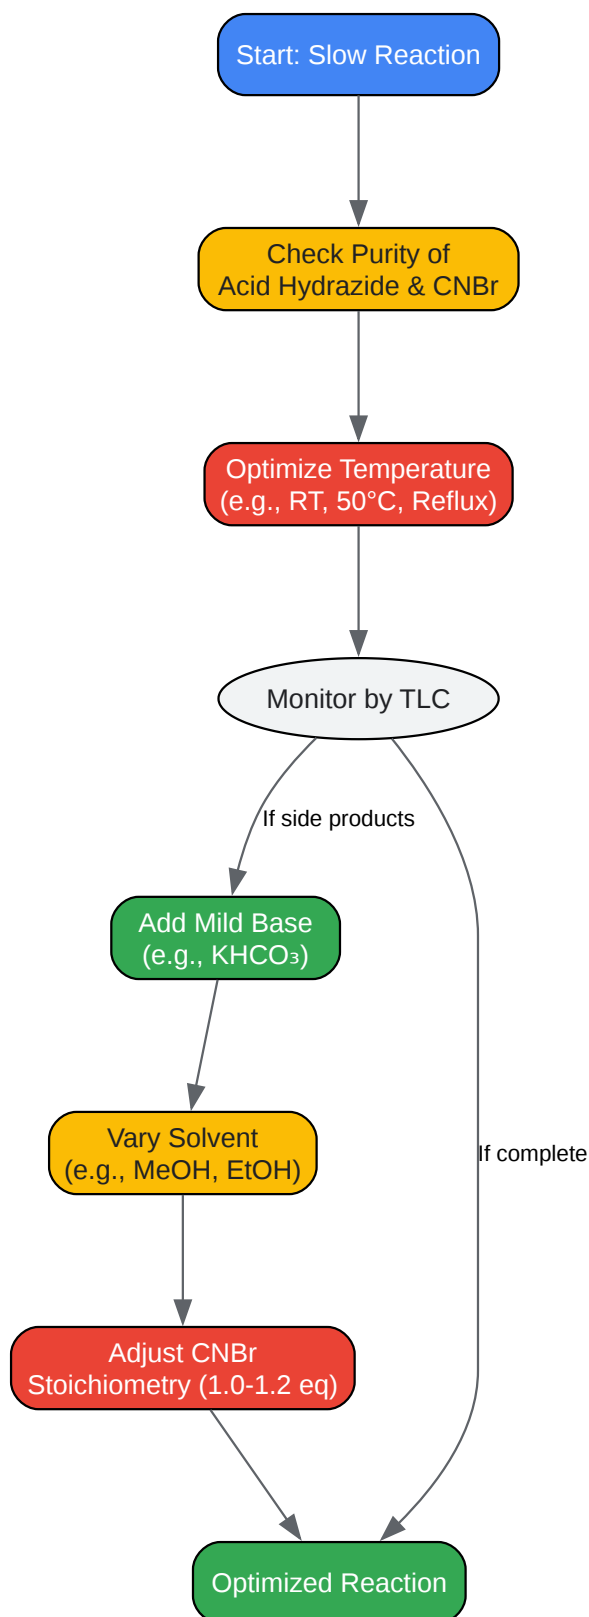 Start: Slow Reaction
Check Purity of
Acid Hydrazide & CNBr
Optimize Temperature
(e.g., RT, 50°C, Reflux)
Monitor by TLC
If side products
Add Mild Base
(e.g., KHCO₃)
Vary Solvent
(e.g., MeOH, EtOH)
If complete
Adjust CNBr
Stoichiometry (1.0-1.2 eq)
Optimized Reaction